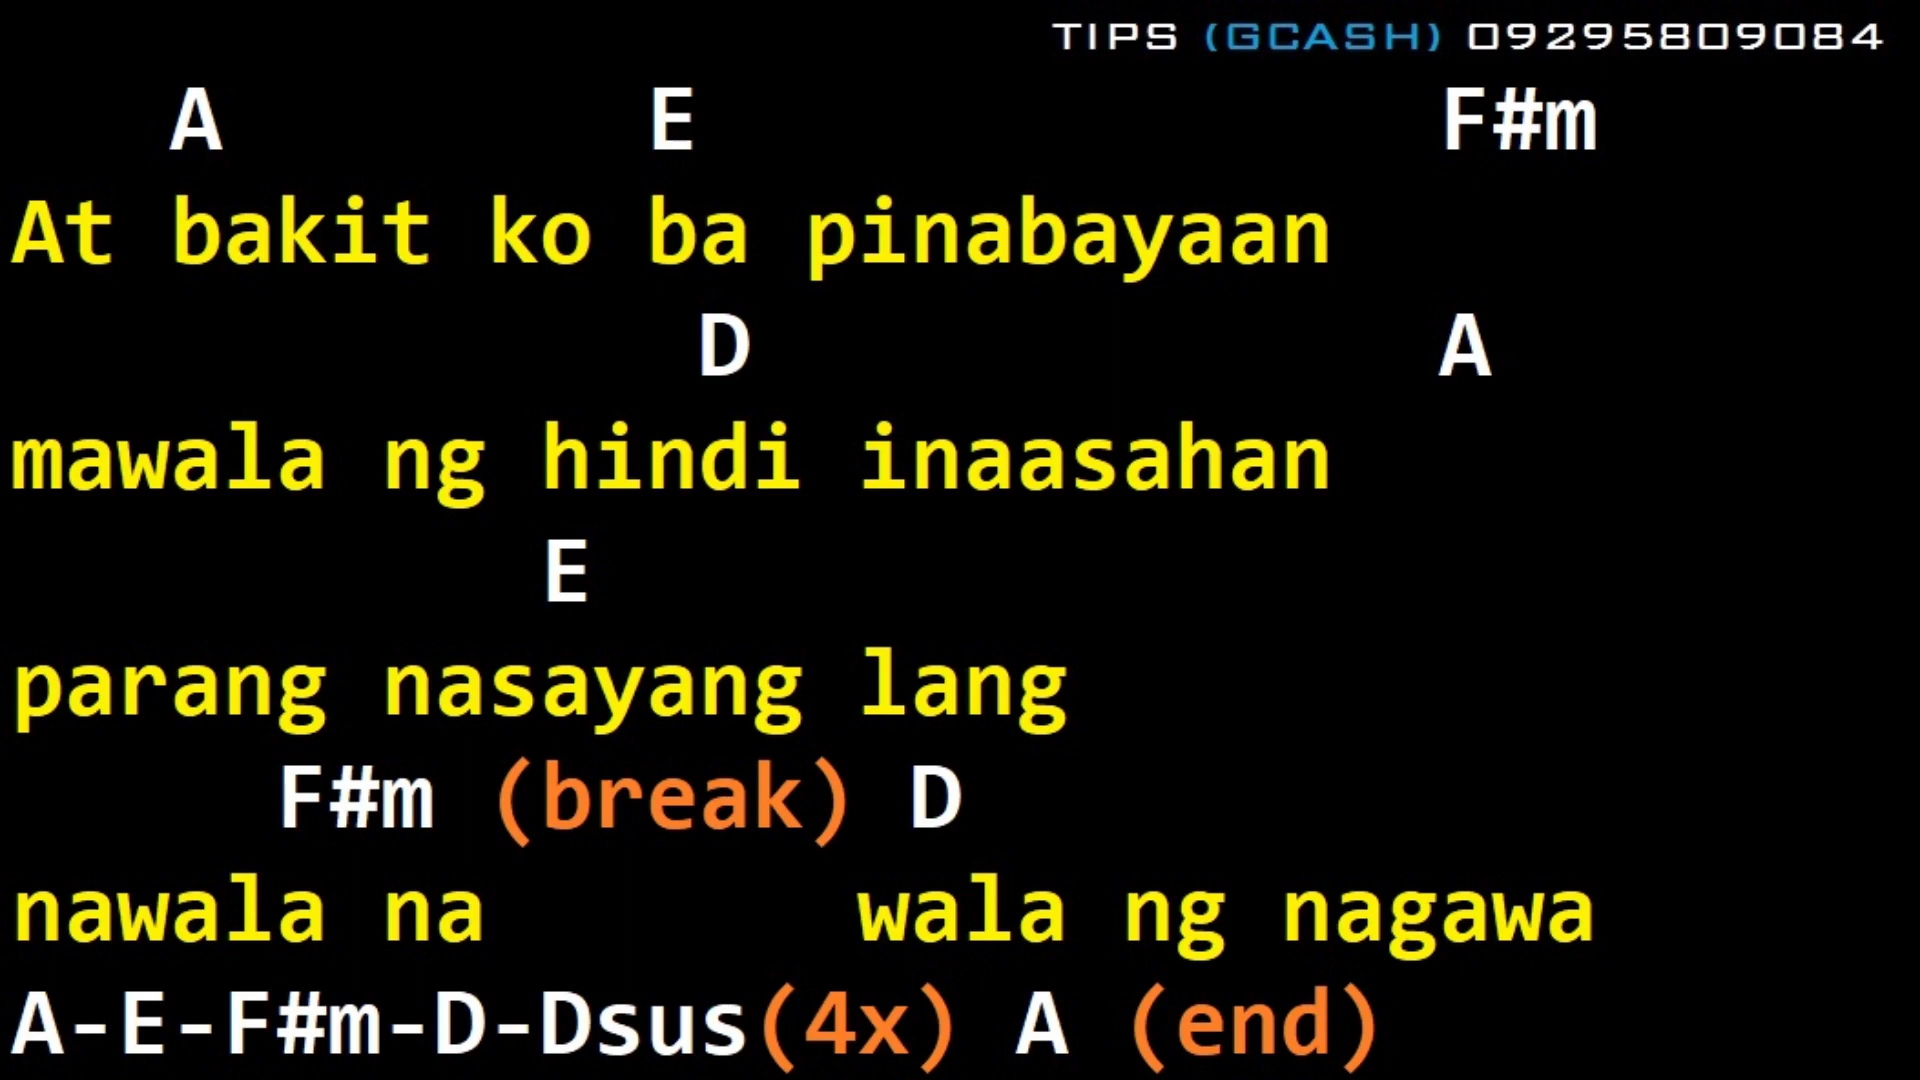 TIPS (GCASH) 09295809084
A E F#m
At bakit ko ba pinabayaan
D A
mawala ng hindi inaasahan
E
parang nasayang lang
F#m (break) D
nawala na wala ng nagawa
A-E-F#m-D-Dsus(4x) A (end)